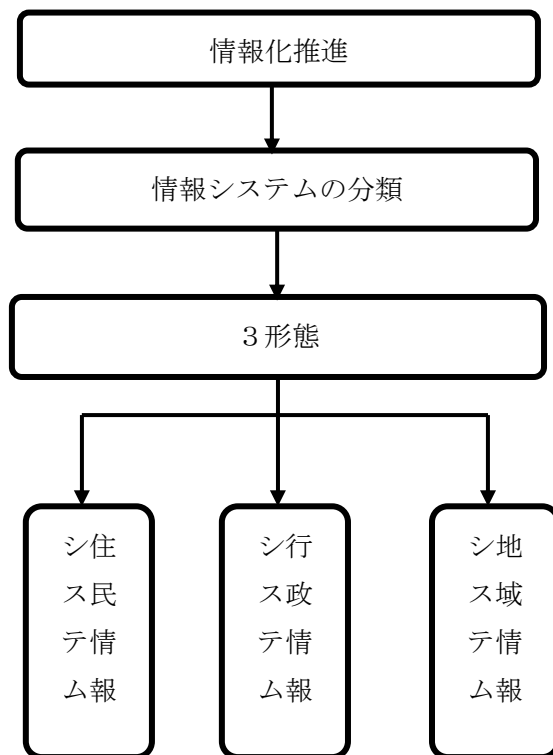 情報化推進
情報システムの分類
３形態
住民情報
システム
行政情報
システム
地域情報
システム